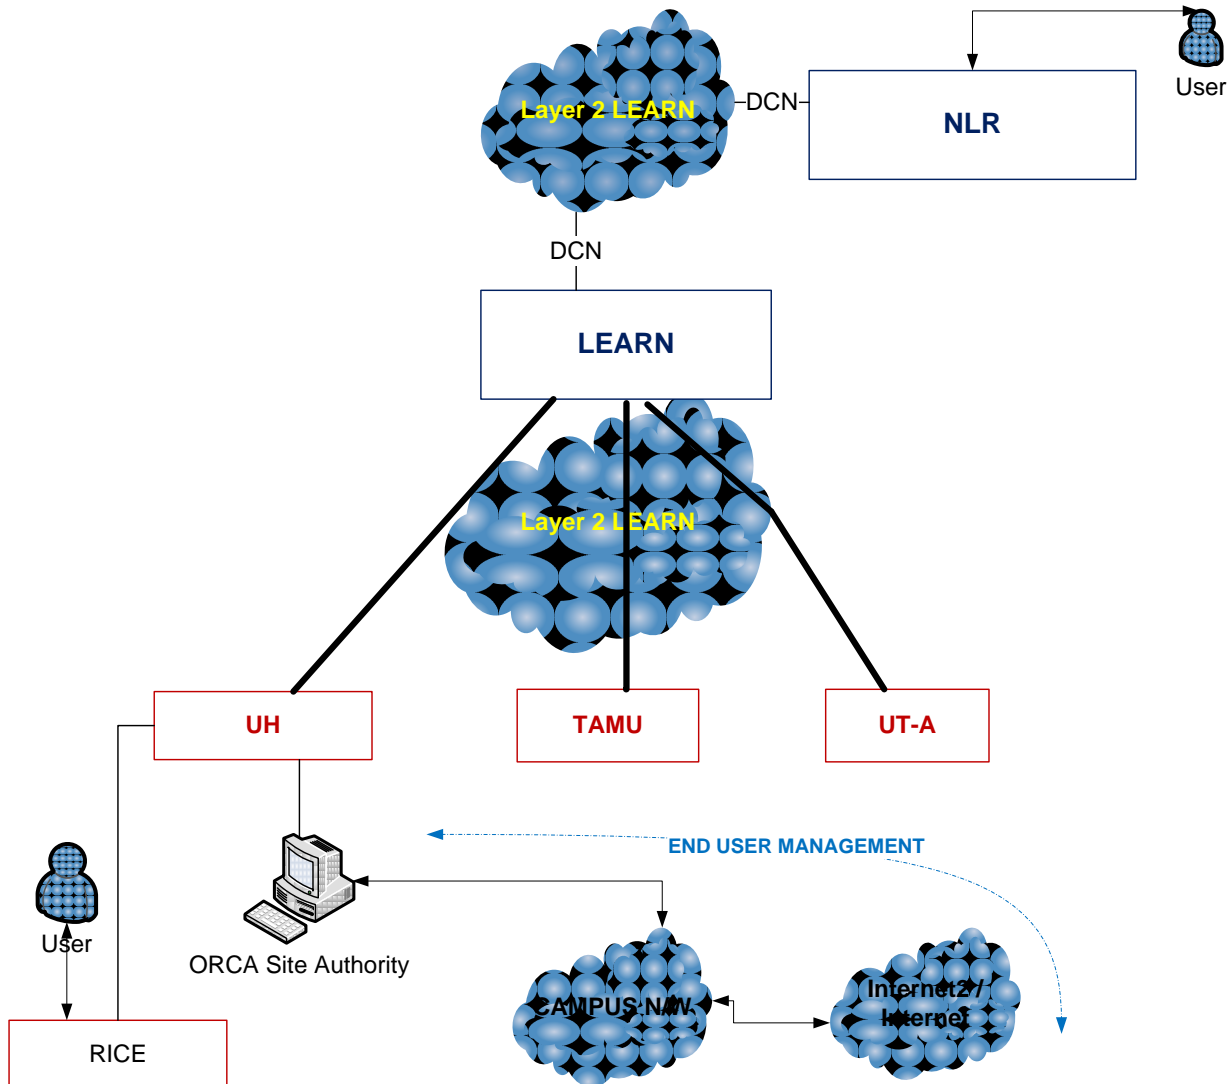 Layer 2 LEARN
DCN
NLR
User
DCN
LEARN
Layer 2 LEARN
UH
TAMU
UT-A
END USER MANAGEMENT
User
ORCA Site Authority
CAMPUS N/W
Internet2 /
Internet
RICE